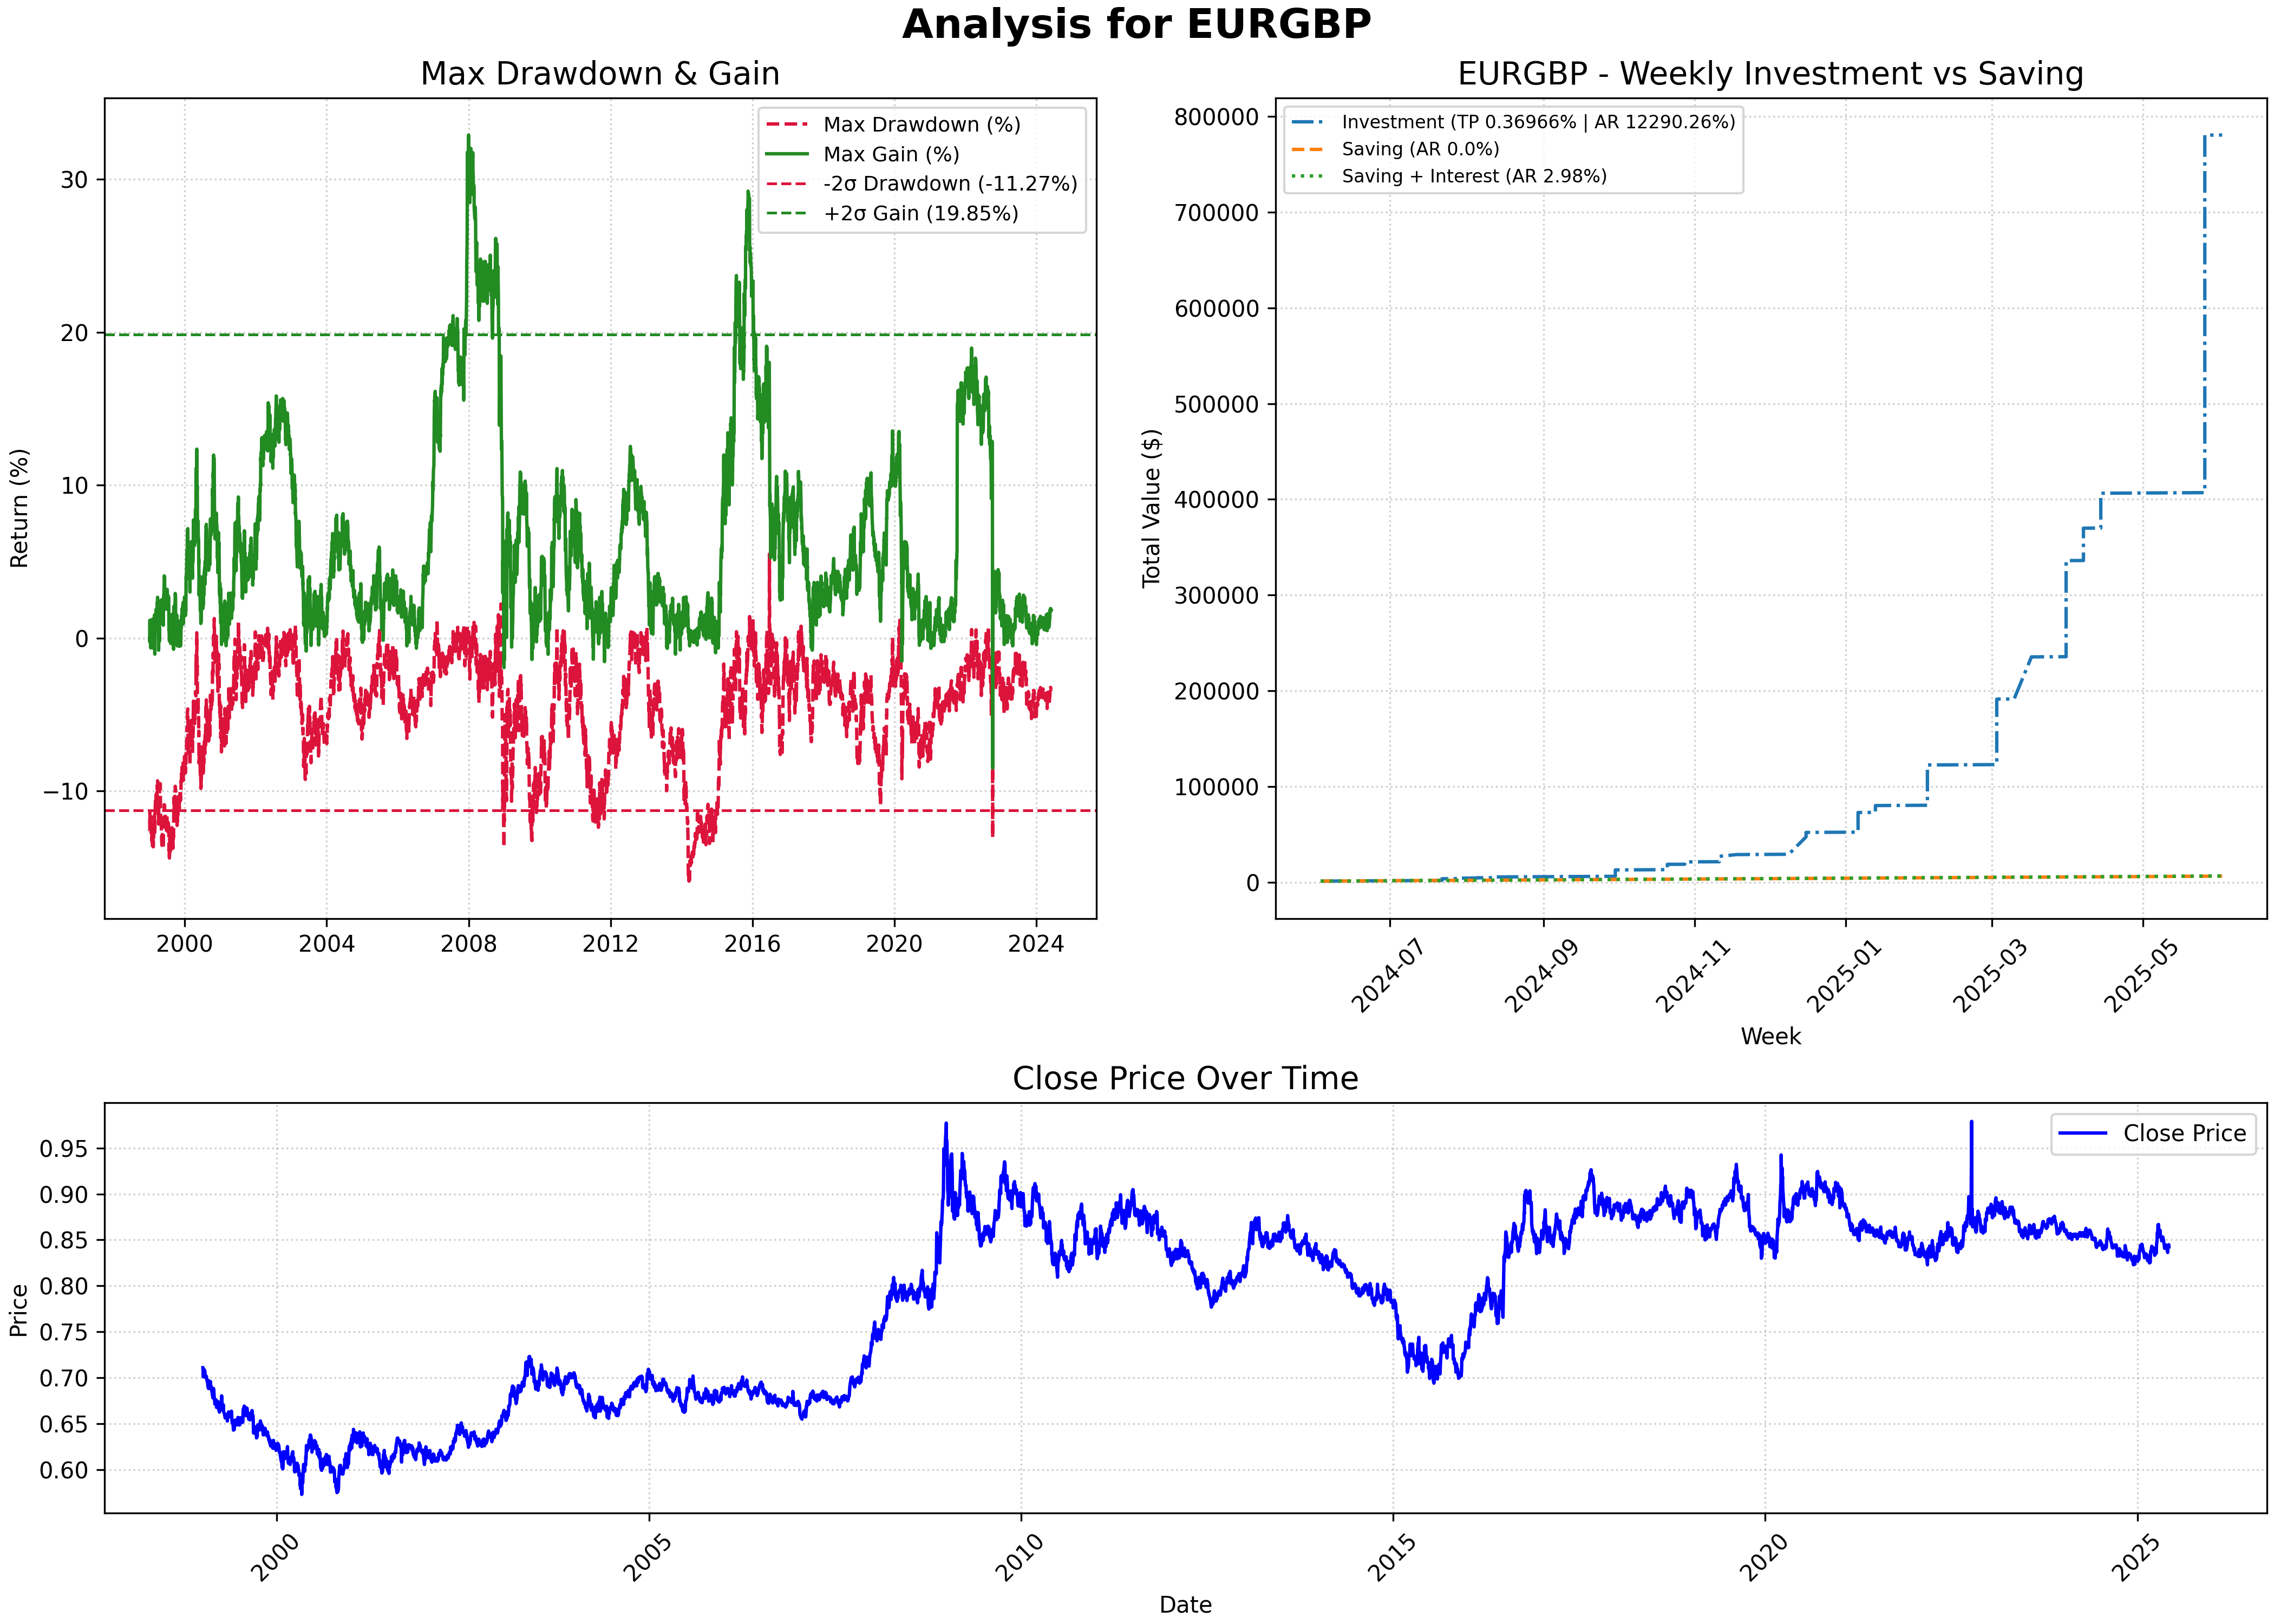 Analysis for EURGBP
Max Drawdown & Gain
Return (%)
30
20
10
0
−10
2000
2004
2008
2012
2016
2020
2024
Max Drawdown (%)
Max Gain (%)
-2σ Drawdown (-11.27%)
+2σ Gain (19.85%)
EURGBP - Weekly Investment vs Saving
Total Value ($)
800000
700000
600000
500000
400000
300000
200000
100000
0
2024-07
2024-09
2024-11
2025-01
2025-03
2025-05
Week
Investment (TP 0.36966% | AR 12290.26%)
Saving (AR 0.0%)
Saving + Interest (AR 2.98%)
Close Price Over Time
Price
0.95
0.90
0.85
0.80
0.75
0.70
0.65
0.60
2000
2005
2010
2015
2020
2025
Date
Close Price